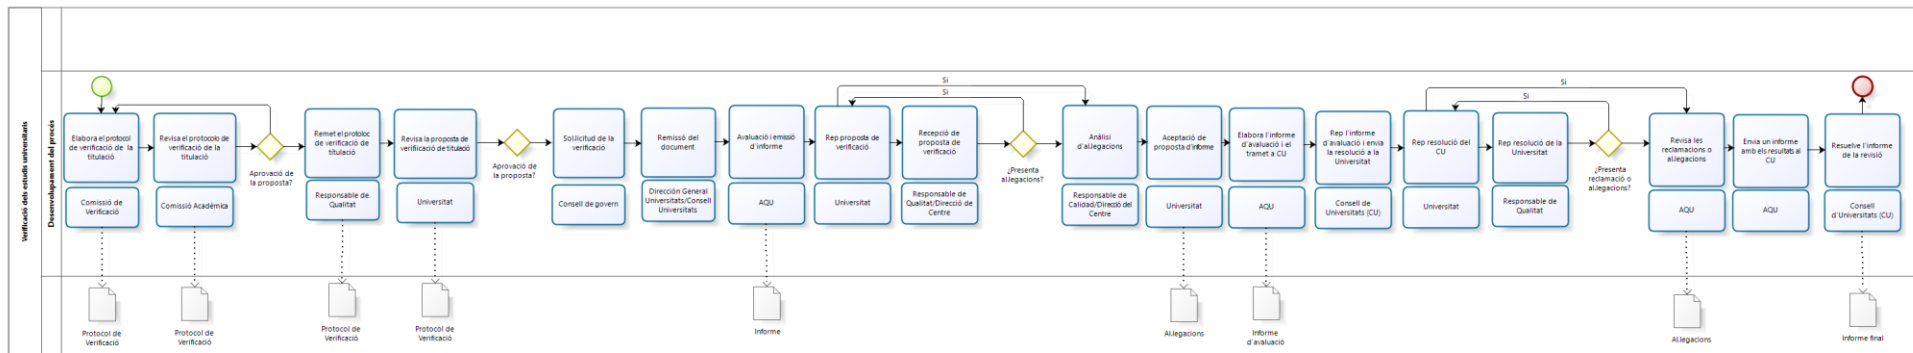 Verificació dels estudis universitaris
Desenvolupament del procés
Elabora el protocol
de verificació de la
titulació
Comissió de
Verificació
Protocol de
Verificació
Revisa el protocolo de
verificació de la
titulació
Comissió Acadèmica
Protocol de
Verificació
Aprovació de
la proposta?
Remet el protoloc
de verificació de
titulació
Responsable de
Qualitat
Protocol de
Verificació
Revisa la proposta de
verificació de titulació
Universitat
Protocol de
Verificació
Aprovació de
la proposta?
Sol.licitud de la
verificació
Consell de govern
Remissó del
document
Dirección General
Universitats/Consell
Universitats
Avaluació i emissió
d'informe
AQU
Informe
Rep proposta de
verificació
Universitat
Recepció de
proposta de
verificació
Responsable de
Qualitat/Direcció de
Centre
Si
Si
¿Presenta
al.legacions?
Anàlisi
d'al.legacions
Responsable de
Calidad/Direcció del
Centre
Aceptació de
proposta d'informe
Universitat
Al.legacions
Elabora l'informe
d'avaluació i el
tramet a CU
AQU
Informe
d'avaluació
Rep l'informe
d'avaluació i envia
la resolució a la
Universitat
Consell de
Universitats (CU)
Rep resolució del
CU
Universitat
Rep resolució de la
Universitat
Responsable de
Qualitat
Si
Si
¿Presenta
reclamació o
al.legacions?
Revisa les
reclamacions o
al.legacions
AQU
Al.legacions
Envia un informe
amb els resultats al
CU
AQU
Resuelve l'informe
de la revisió
Consell
d'Universitats (CU)
Informe final